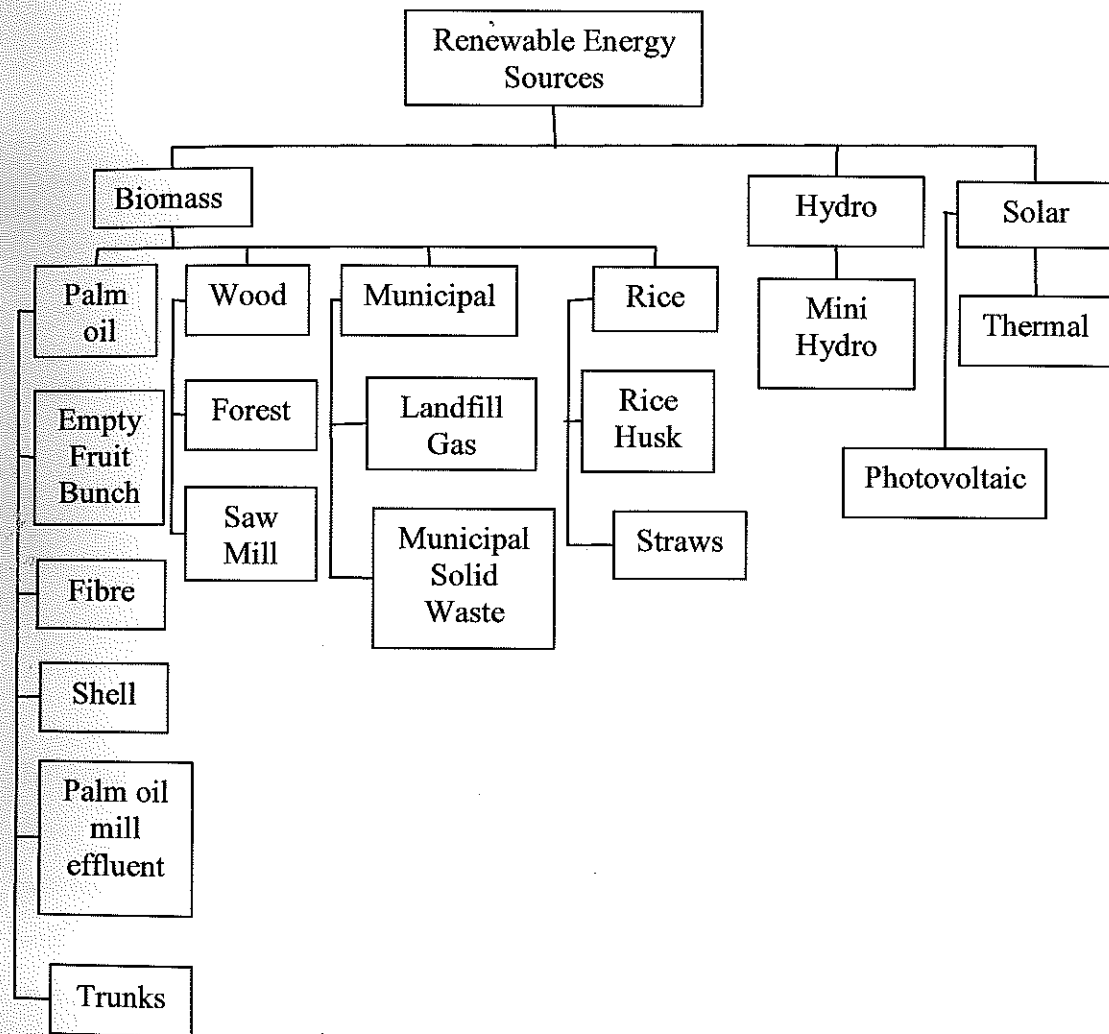 Renewable Energy
Sources
Biomass
Hydro
Solar
Palm
oil
Wood
Municipal
Rice
Mini
Hydro
Thermal
Empty
Fruit
Bunch
Forest
Landfill
Gas
Rice
Husk
Photovoltaic
Saw
Mill
Municipal
Solid
Waste
Straws
Fibre
Shell
Palm oil
mill
effluent
Trunks